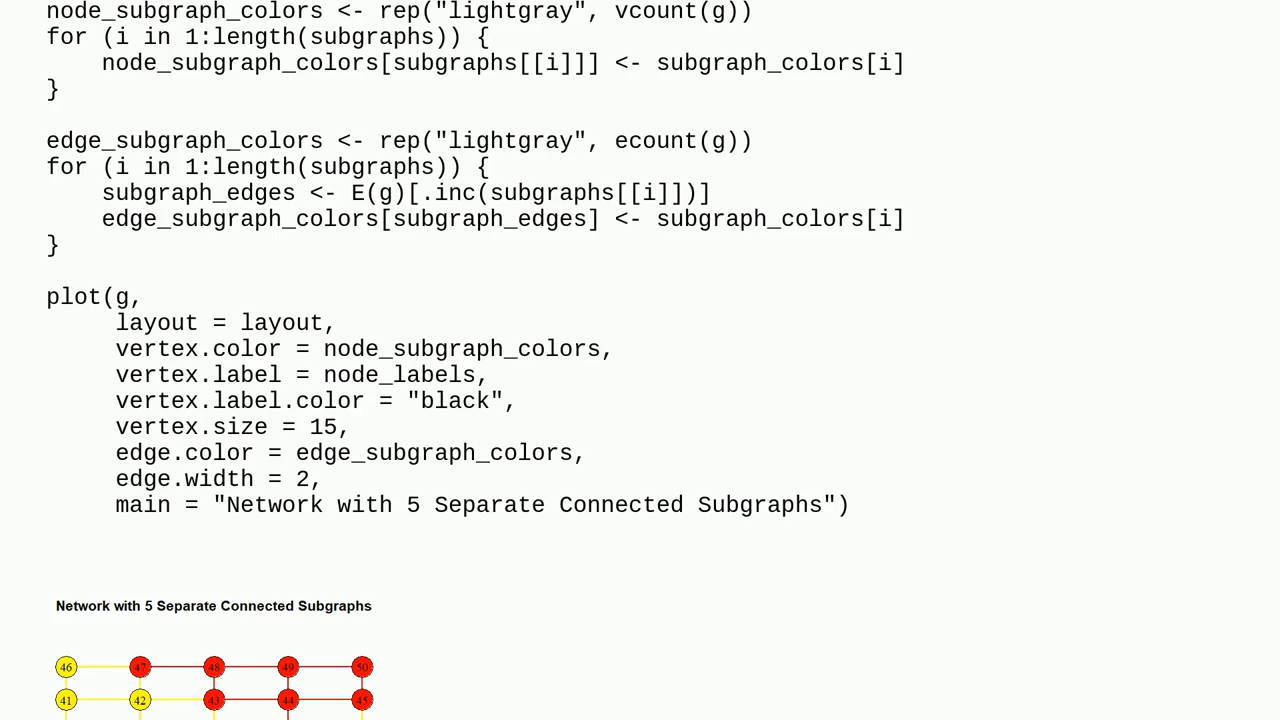 node_subgraph_colors <- rep("lightgray", vcount(g))
for (i in 1:length(subgraphs)) {
    node_subgraph_colors[subgraphs[[i]]] <- subgraph_colors[i]
}
edge_subgraph_colors <- rep("lightgray", ecount(g))
for (i in 1:length(subgraphs)) {
    subgraph_edges <- E(g)[.inc(subgraphs[[i]])]
    edge_subgraph_colors[subgraph_edges] <- subgraph_colors[i]
}
plot(g,
     layout = layout,
     vertex.color = node_subgraph_colors,
     vertex.label = node_labels,
     vertex.label.color = "black",
     vertex.size = 15,
     edge.color = edge_subgraph_colors,
     edge.width = 2,
     main = "Network with 5 Separate Connected Subgraphs")
Network with 5 Separate Connected Subgraphs
46 47 48 49 50
41 42 43 44 45